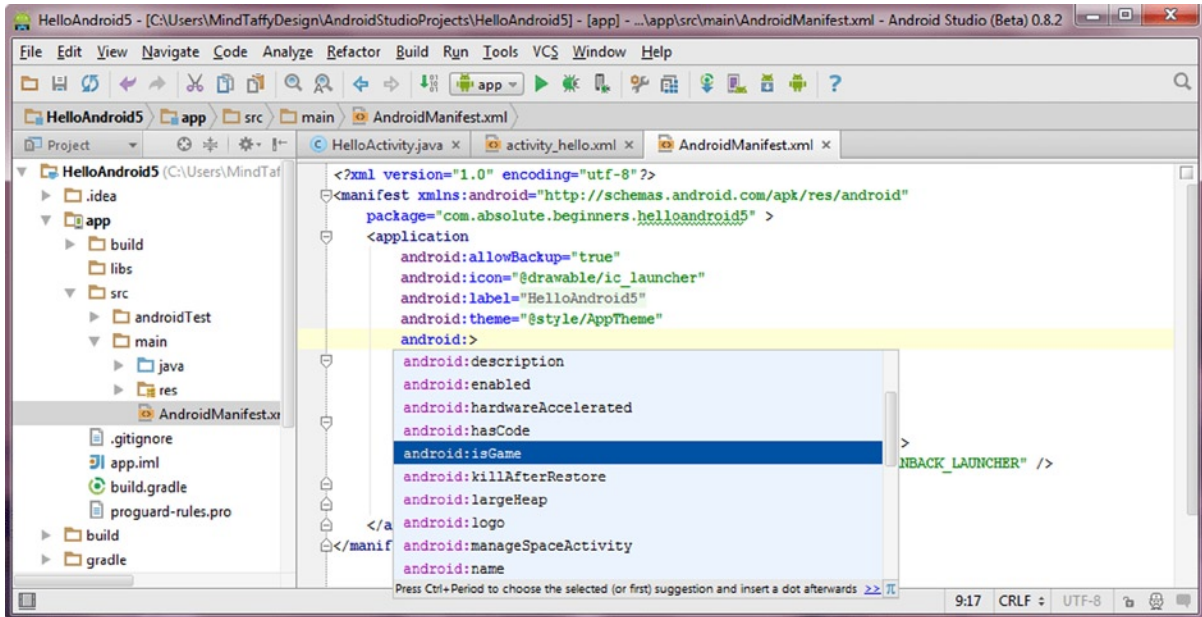 HelloAndroid5 - [C:\Users\MindTaffyDesign\AndroidStudioProjects\HelloAndroid5] - [app] - ...\app\src\main\AndroidManifest.xml - Android Studio (Beta) 0.8.2
File Edit View Navigate Code Analyze Refactor Build Run Tools VCS Window Help
app
HelloAndroid5 app src main AndroidManifest.xml
Project
HelloActivity.java × activity_hello.xml × AndroidManifest.xml ×
HelloAndroid5 (C:\Users\MindTaf
.idea
app
build
libs
src
androidTest
main
java
res
AndroidManifest.xr
.gitignore
app.iml
build.gradle
proguard-rules.pro
build
gradle
<?xml version="1.0" encoding="utf-8"?>
<manifest xmlns:android="http://schemas.android.com/apk/res/android"
package="com.absolute.beginners.helloandroid5" >
<application
android:allowBackup="true"
android:icon="@drawable/ic_launcher"
android:label="HelloAndroid5"
android:theme="@style/AppTheme"
android:>
android:description
android:enabled
android:hardwareAccelerated
android:hasCode
>
android:isGame
NBACK_LAUNCHER" />
android:killAfterRestore
android:largeHeap
android:logo
</a
android:manageSpaceActivity
</manif
android:name
Press Ctrl+Period to choose the selected (or first) suggestion and insert a dot afterwards >> π
9:17 CRLF UTF-8